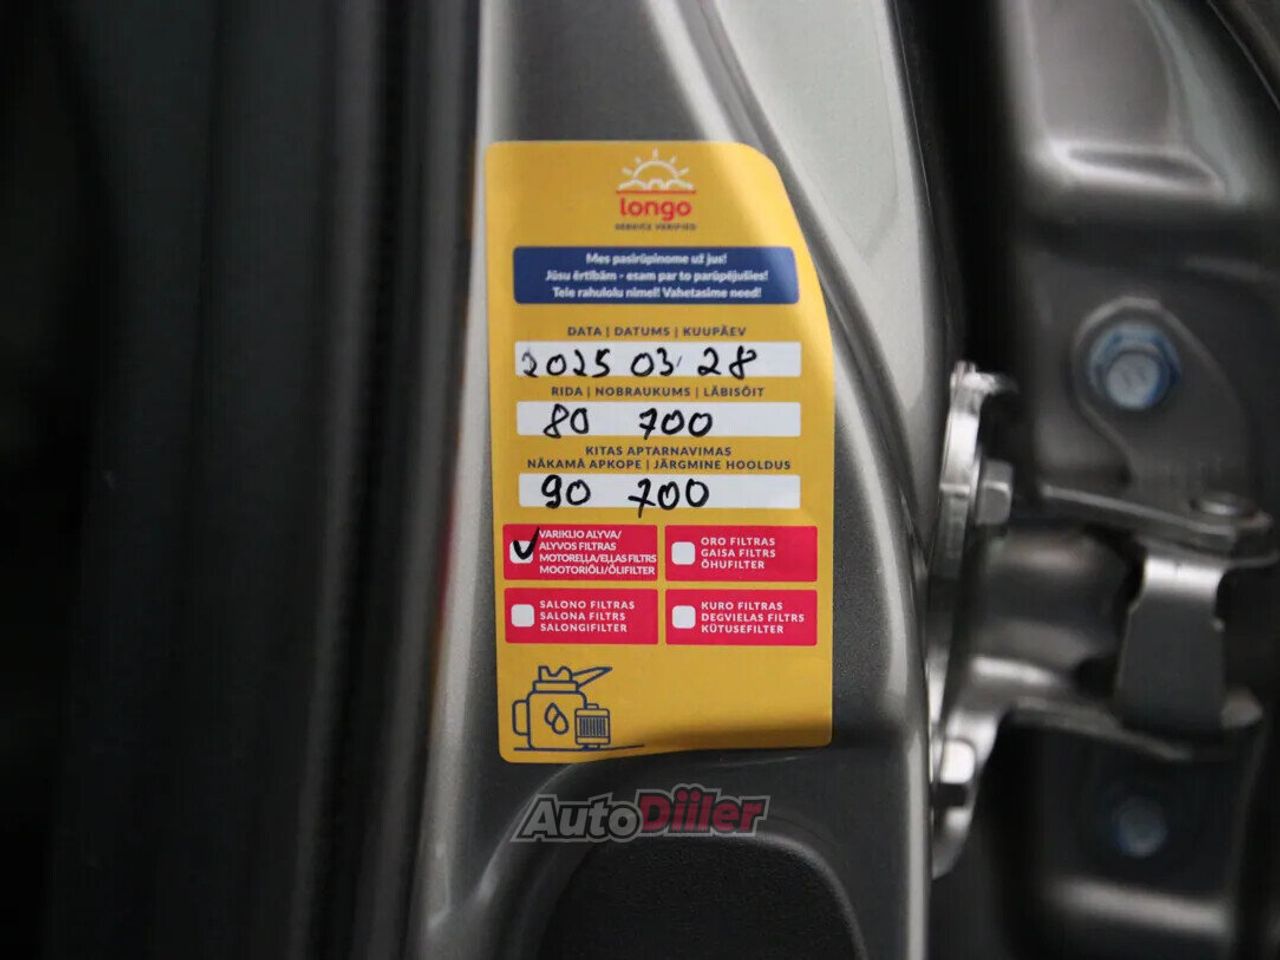 longo
SERVICE VERIFIED
Mes pasirūpinome už jus!
Jūsu ērtībām - esam par to parūpējušies!
Teie rahulolu nimel! Vahetasime need!
DATA | DATUMS | KUUPÄEV
2025 03 28
RIDA | NOBRAUKUMS | LÄBISÕIT
80 700
KITAS APTARNAVIMAS
NĀKAMĀ APKOPE | JÄRGMINE HOOLDUS
90 700
VARIKLIO ALYVA/
ALYVOS FILTRAS
MOTOREĻĻA/EĻĻAS FILTRS
MOOTORIÕLI/ÕLIFILTER
ORO FILTRAS
GAISA FILTRS
ÕHUFILTER
SALONO FILTRAS
SALONA FILTRS
SALONGIFILTER
KURO FILTRAS
DEGVIELAS FILTRS
KÜTUSEFILTER
AutoDiiler